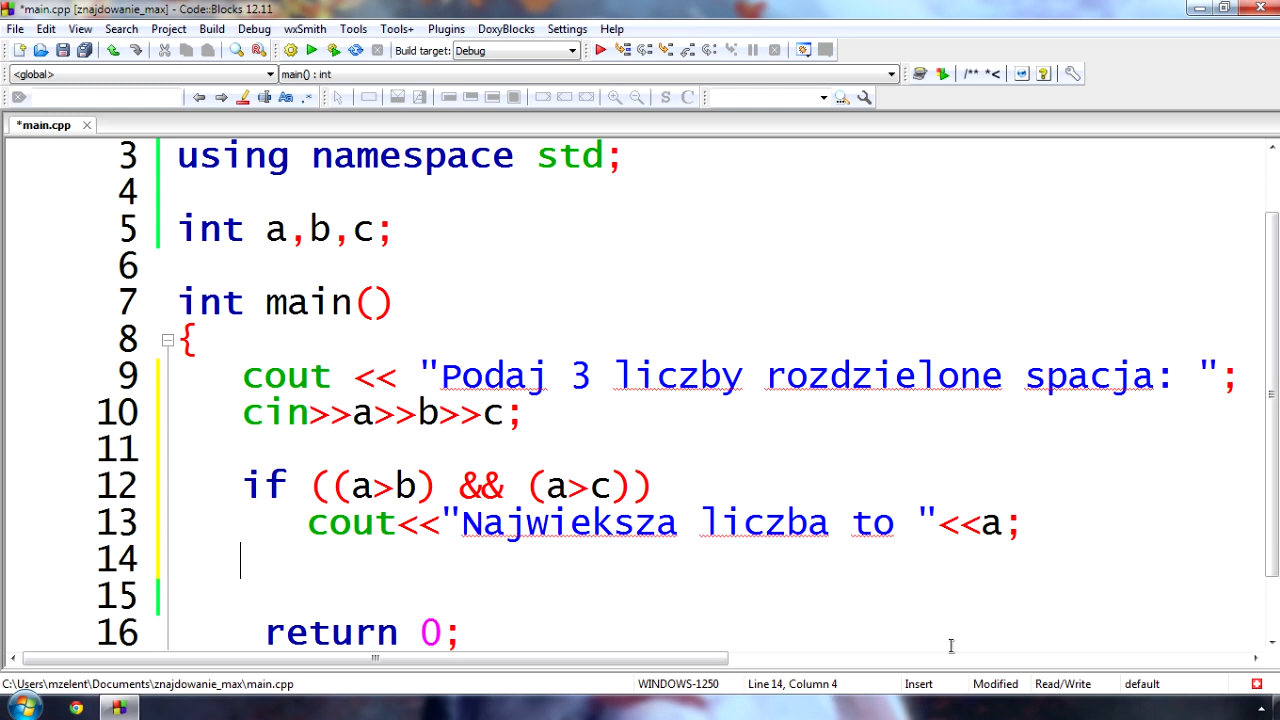 *main.cpp [znajdowanie_max] - Code::Blocks 12.11
File Edit View Search Project Build Debug wxSmith Tools Tools+ Plugins DoxyBlocks Settings Help
Build target: Debug
<global> main() : int /** *<
S C
*main.cpp
3 using namespace std;
4
5 int a,b,c;
6
7 int main()
8 {
9 cout << "Podaj 3 liczby rozdzielone spacja: ";
10 cin>>a>>b>>c;
11
12 if ((a>b) && (a>c))
13 cout<<"Najwieksza liczba to "<<a;
14
15
16 return 0;
C:\Users\mzelent\Documents\znajdowanie_max\main.cpp WINDOWS-1250 Line 14, Column 4 Insert Modified Read/Write default